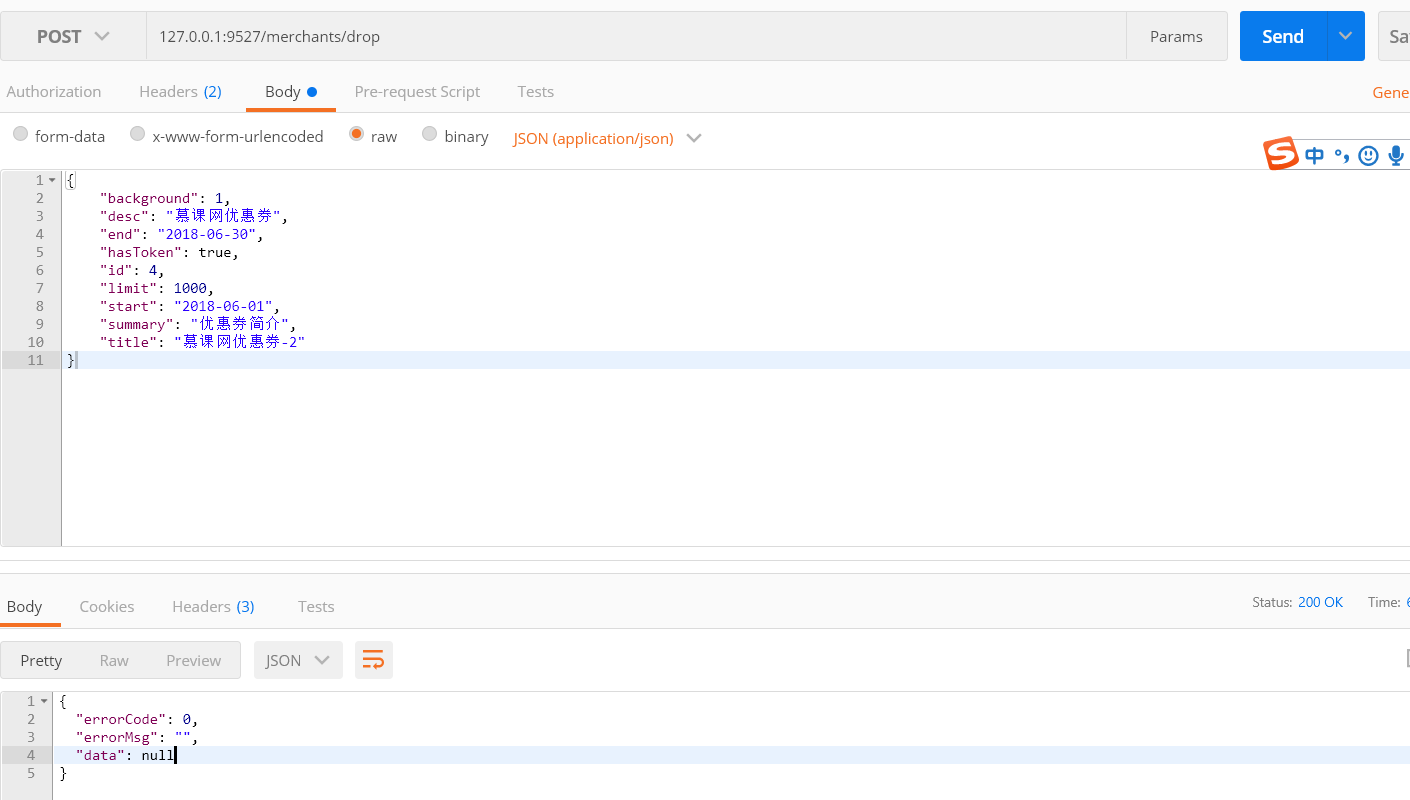 POST 127.0.0.1:9527/merchants/drop Params Send Sa
Authorization Headers (2) Body Pre-request Script Tests Gene
form-data x-www-form-urlencoded raw binary JSON (application/json)
中
1 {
2 "background": 1,
3 "desc": "慕课网优惠券",
4 "end": "2018-06-30",
5 "hasToken": true,
6 "id": 4,
7 "limit": 1000,
8 "start": "2018-06-01",
9 "summary": "优惠券简介",
10 "title": "慕课网优惠券-2"
11 }
Body Cookies Headers (3) Tests Status: 200 OK Time: 6
Pretty Raw Preview JSON
1 {
2 "errorCode": 0,
3 "errorMsg": "",
4 "data": null
5 }